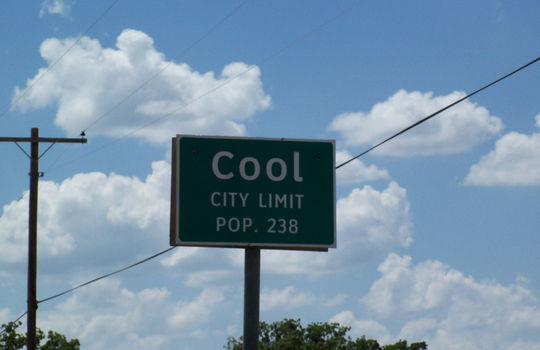 Cool
CITY LIMIT
POP. 238